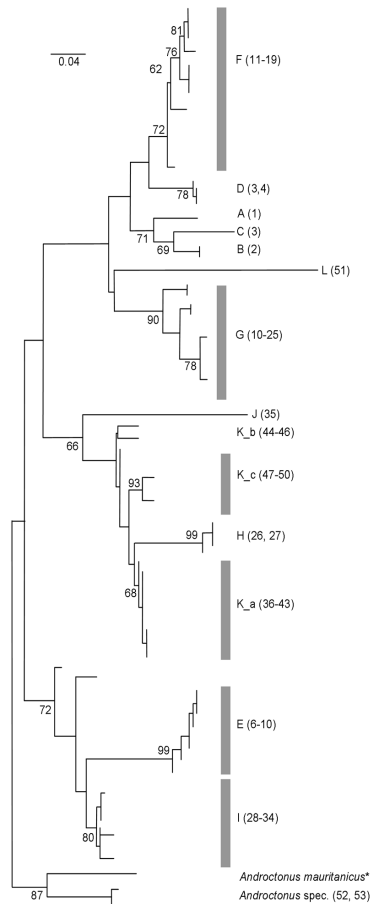 81
76
0.04
F (11-19)
62
72
D (3,4)
78
A (1)
C (3)
71
69
B (2)
L (51)
90
G (10-25)
78
J (35)
K_b (44-46)
66
K_c (47-50)
93
99
H (26, 27)
68
K_a (36-43)
72
E (6-10)
99
I (28-34)
80
Androctonus mauritanicus*
87
Androctonus spec. (52, 53)